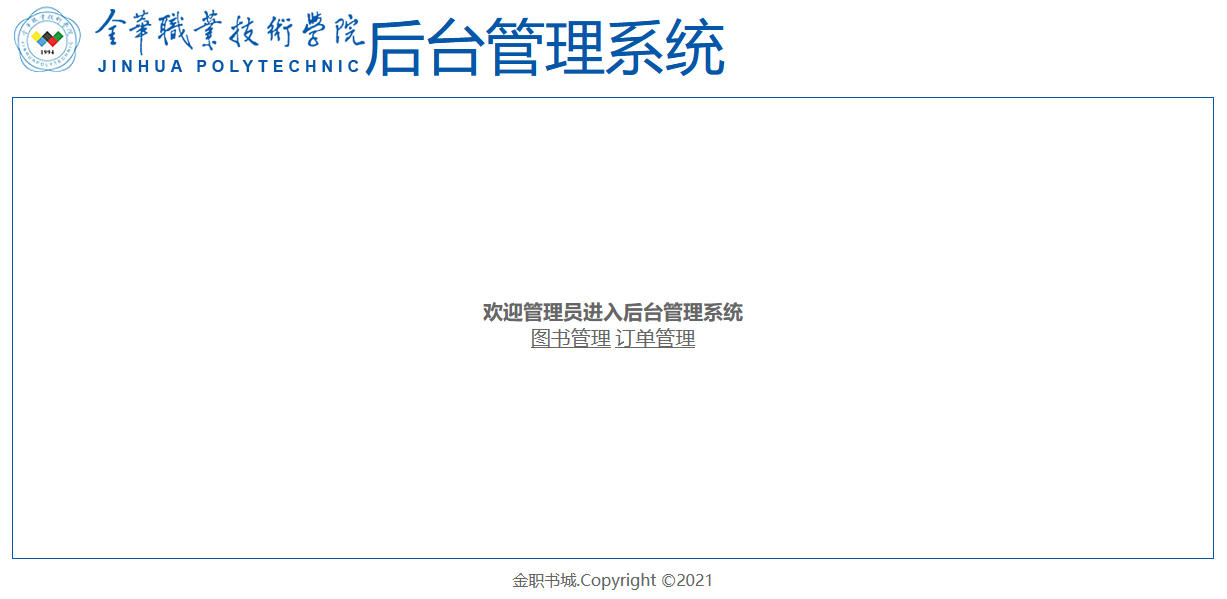 金華職業技術學院
JINHUA POLYTECHNIC
后台管理系统
1994
欢迎管理员进入后台管理系统
图书管理 订单管理
金职书城.Copyright ©2021